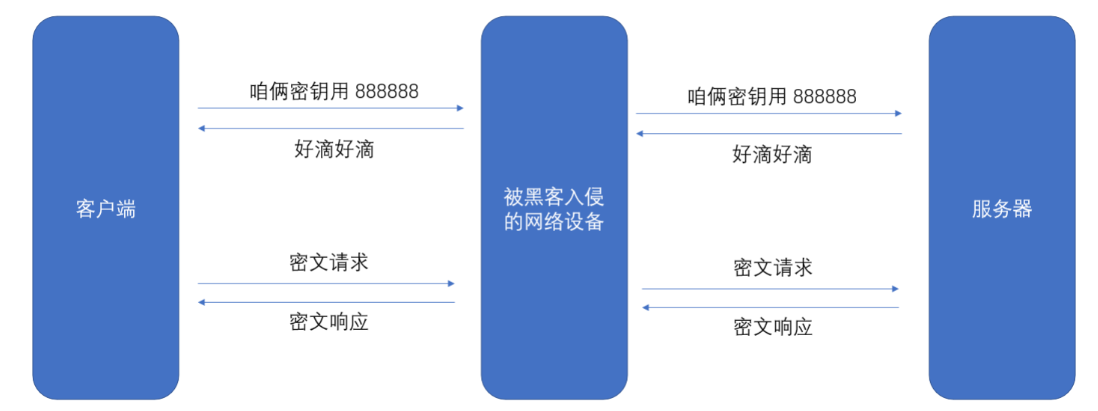 咱俩密钥用 888888
好滴好滴
咱俩密钥用 888888
好滴好滴
客户端
被黑客入侵
的网络设备
服务器
密文请求
密文响应
密文请求
密文响应